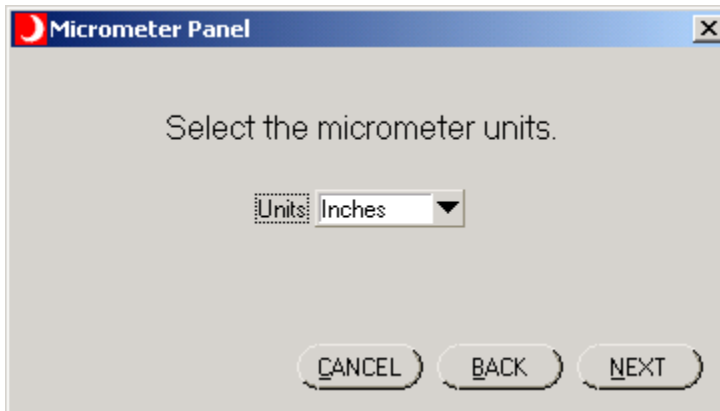 Micrometer Panel
Select the micrometer units.
Units Inches
CANCEL BACK NEXT